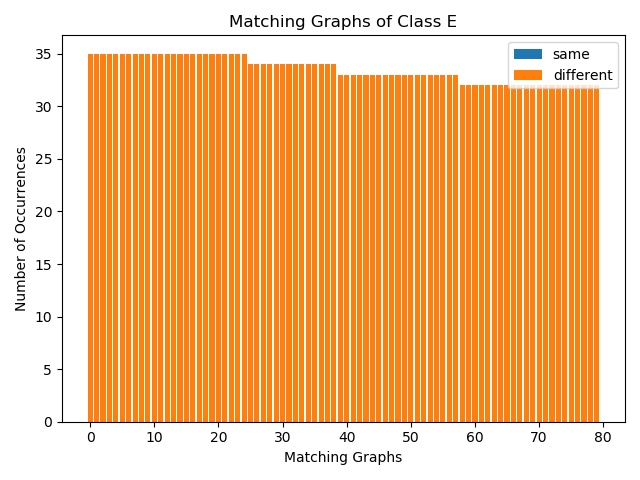 Matching Graphs of Class E
same
different
Number of Occurrences
35
30
25
20
15
10
5
0
0 10 20 30 40 50 60 70 80
Matching Graphs